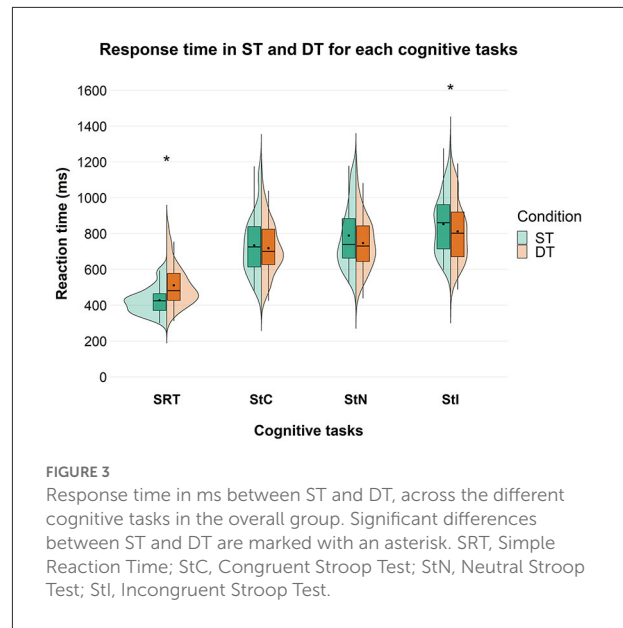 Response time in ST and DT for each cognitive tasks
1600
1400
1200
1000
800
600
400
200
0
Reaction time (ms)
*
*
SRT
StC
StN
StI
Cognitive tasks
Condition
ST
DT
FIGURE 3
Response time in ms between ST and DT, across the different
cognitive tasks in the overall group. Significant differences
between ST and DT are marked with an asterisk. SRT, Simple
Reaction Time; StC, Congruent Stroop Test; StN, Neutral Stroop
Test; StI, Incongruent Stroop Test.